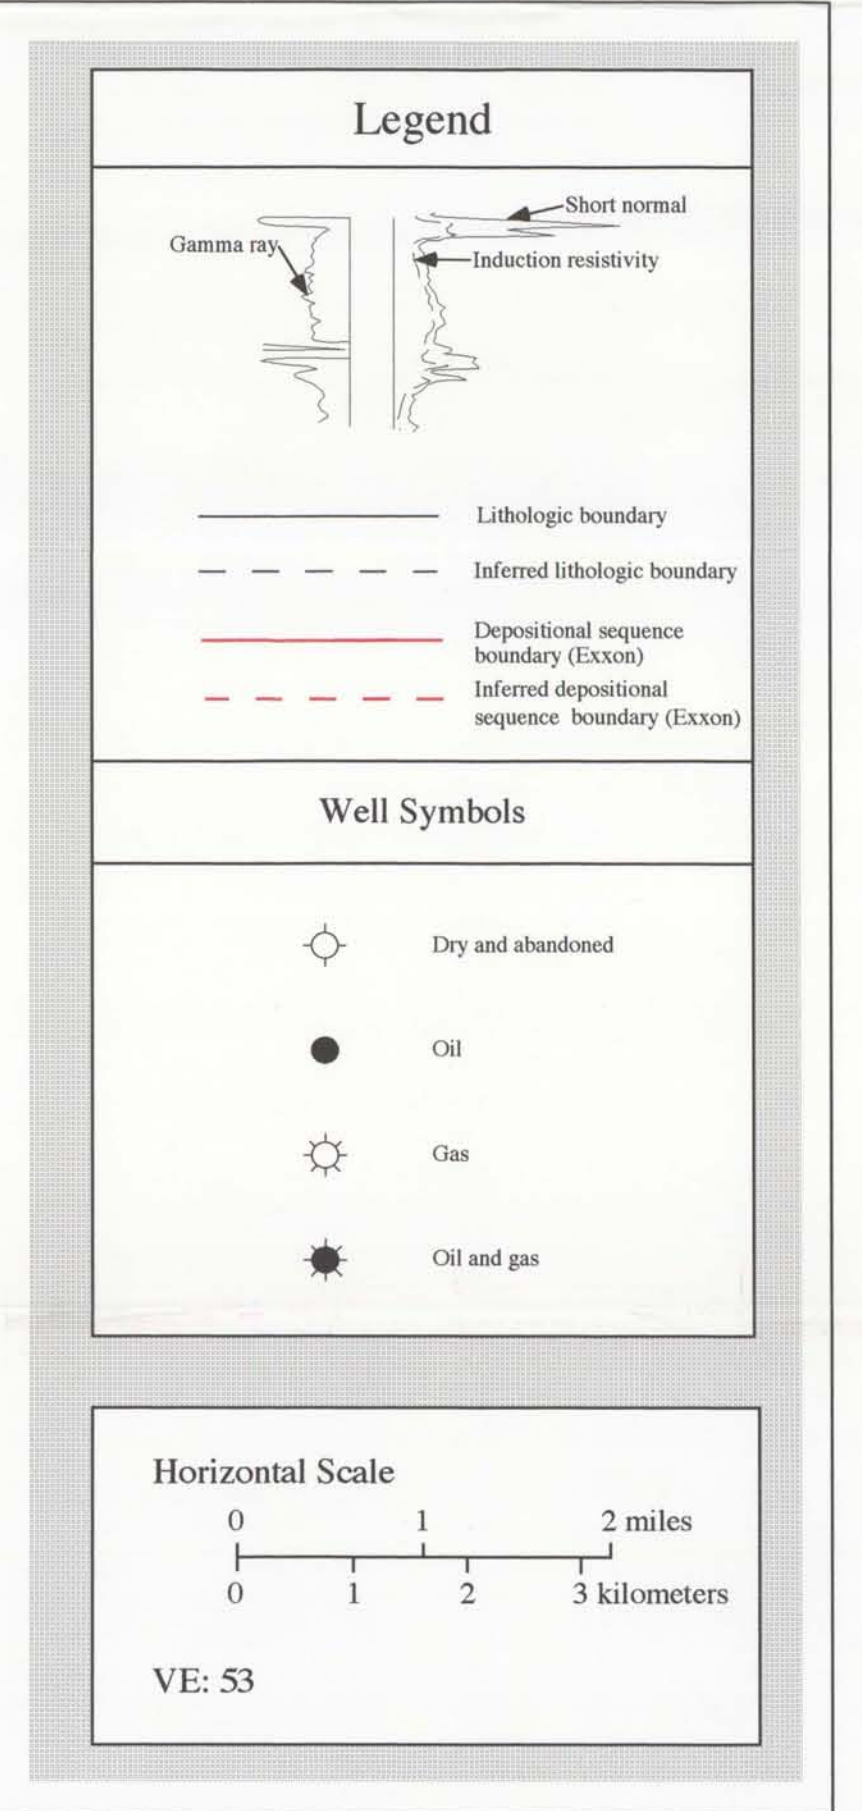 Legend
Short normal
Gamma ray
Induction resistivity
Lithologic boundary
Inferred lithologic boundary
Depositional sequence
boundary (Exxon)
Inferred depositional
sequence boundary (Exxon)
Well Symbols
Dry and abandoned
Oil
Gas
Oil and gas
Horizontal Scale
0 1 2 miles
0 1 2 3 kilometers
VE: 53